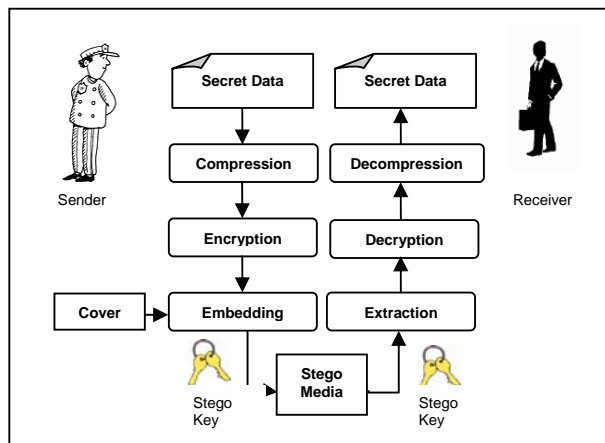 Secret Data
Secret Data
Compression
Decompression
Sender
Receiver
Encryption
Decryption
Cover
Embedding
Extraction
Stego
Key
Stego
Media
Stego
Key